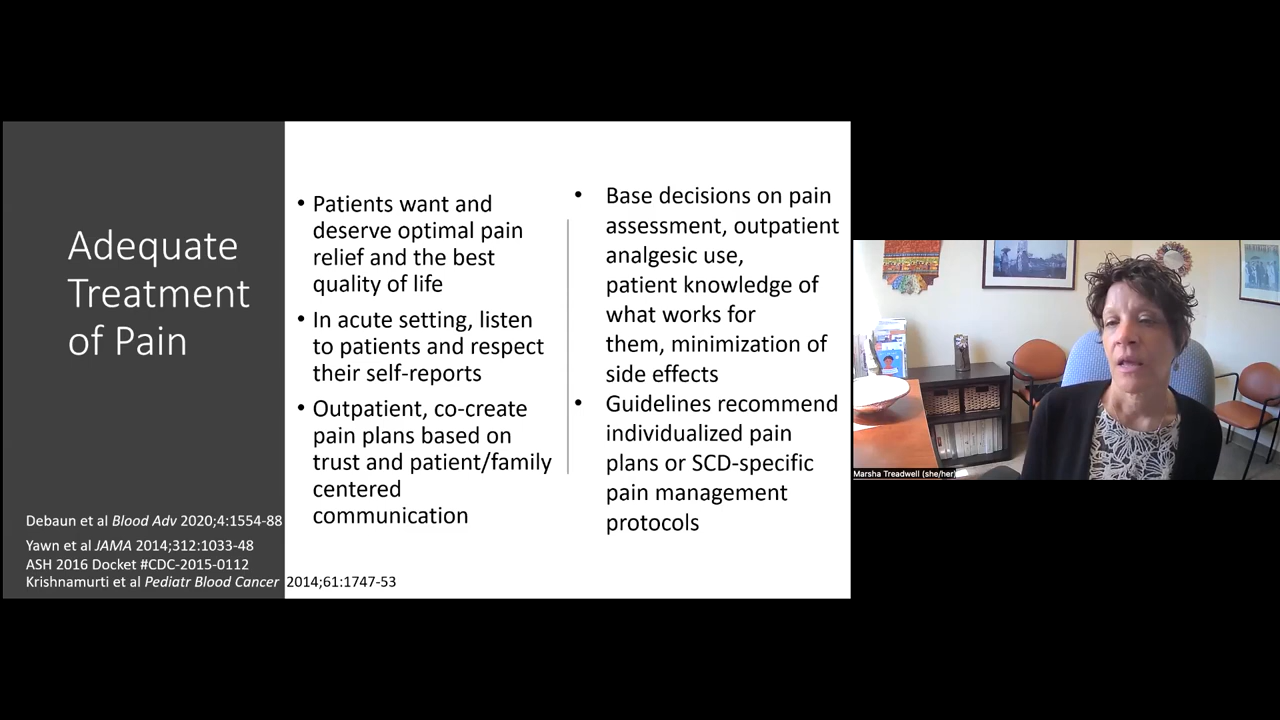 Adequate
Treatment
of Pain
Debaun et al Blood Adv 2020;4:1554-88
Yawn et al JAMA 2014;312:1033-48
ASH 2016 Docket #CDC-2015-0112
Krishnamurti et al Pediatr Blood Cancer 2014;61:1747-53
• Patients want and
deserve optimal pain
relief and the best
quality of life
• In acute setting, listen
to patients and respect
their self-reports
• Outpatient, co-create
pain plans based on
trust and patient/family
centered
communication
• Base decisions on pain
assessment, outpatient
analgesic use,
patient knowledge of
what works for
them, minimization of
side effects
• Guidelines recommend
individualized pain
plans or SCD-specific
pain management
protocols
Marsha Treadwell (she/her)